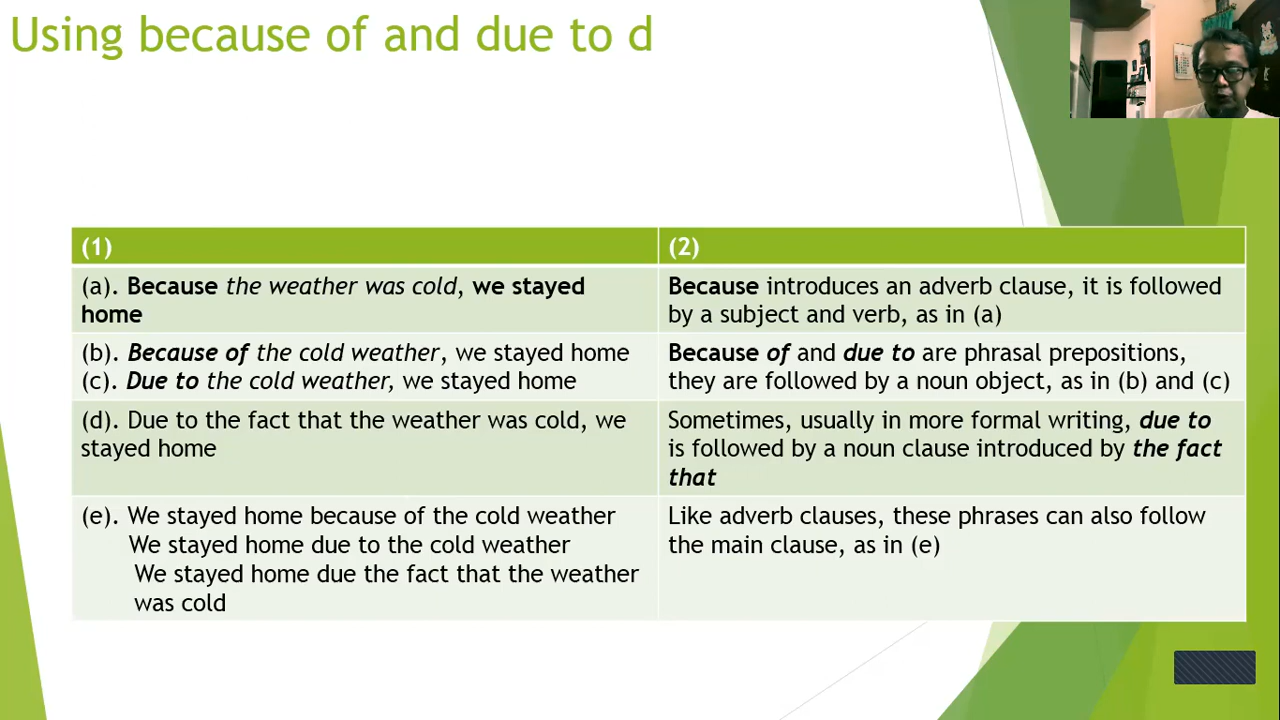 Using because of and due to d
(1)
(2)
(a). Because the weather was cold, we stayed
home
Because introduces an adverb clause, it is followed
by a subject and verb, as in (a)
(b). Because of the cold weather, we stayed home
(c). Due to the cold weather, we stayed home
Because of and due to are phrasal prepositions,
they are followed by a noun object, as in (b) and (c)
(d). Due to the fact that the weather was cold, we
stayed home
Sometimes, usually in more formal writing, due to
is followed by a noun clause introduced by the fact
that
(e). We stayed home because of the cold weather
We stayed home due to the cold weather
We stayed home due the fact that the weather
was cold
Like adverb clauses, these phrases can also follow
the main clause, as in (e)